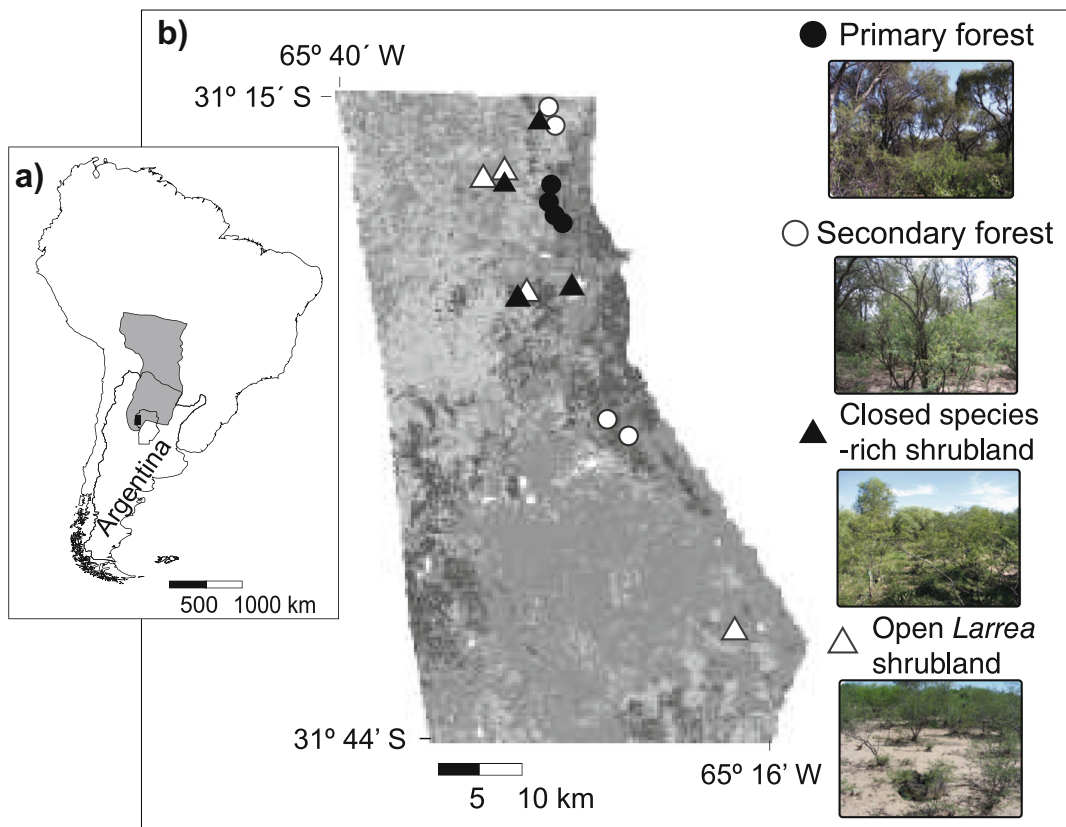 a)
Argentina
500 1000 km
b)
65º 40´ W
31º 15´ S
31º 44’ S
65º 16’ W
5 10 km
Primary forest
Secondary forest
Closed species
-rich shrubland
Open Larrea
shrubland